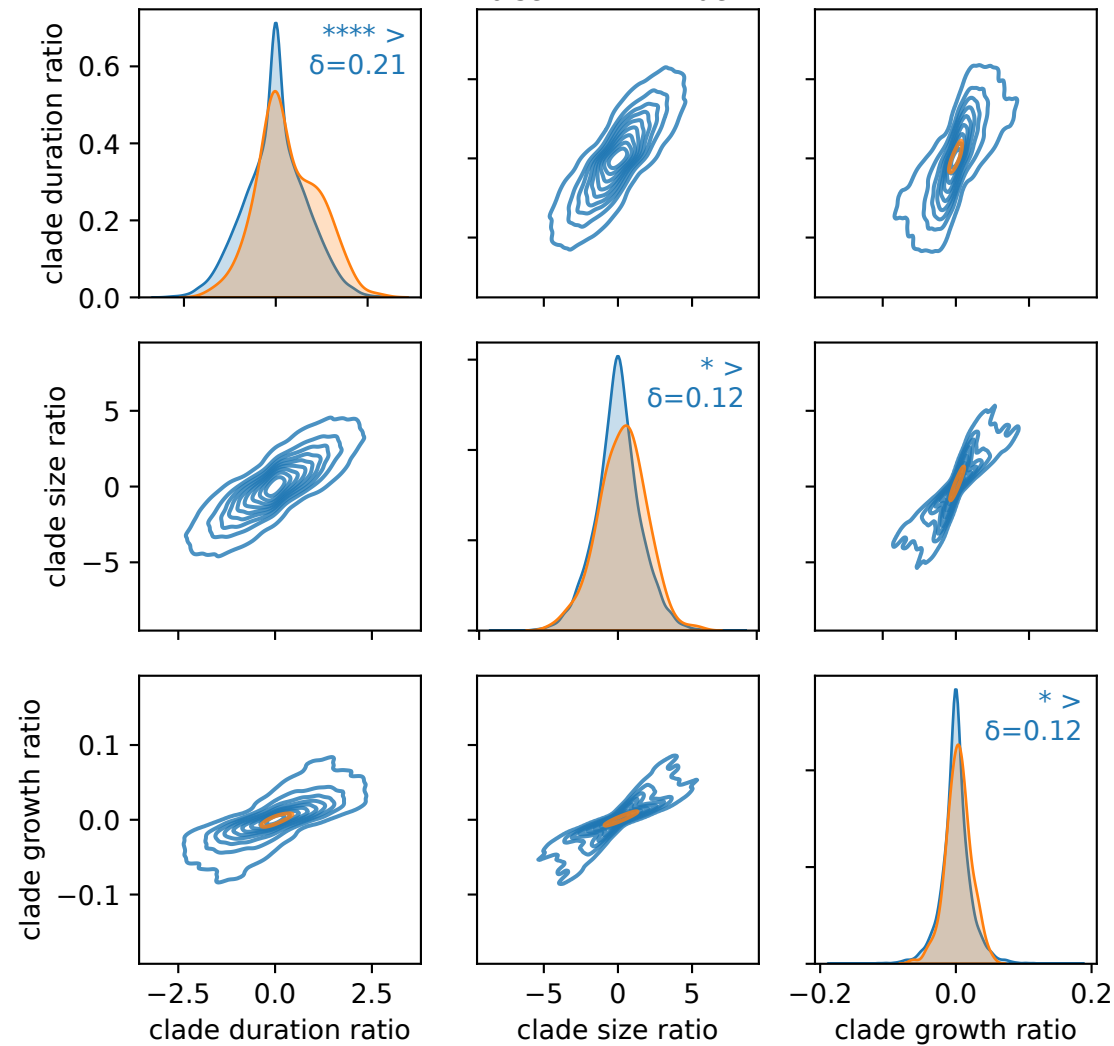 clade duration ratio
0.6
0.4
0.2
0.0
**** >
δ=0.21
clade size ratio
5
0
−5
* >
δ=0.12
clade growth ratio
0.1
0.0
−0.1
* >
δ=0.12
−2.5 0.0 2.5
−5 0 5
−0.2 0.0 0.2
clade duration ratio
clade size ratio
clade growth ratio